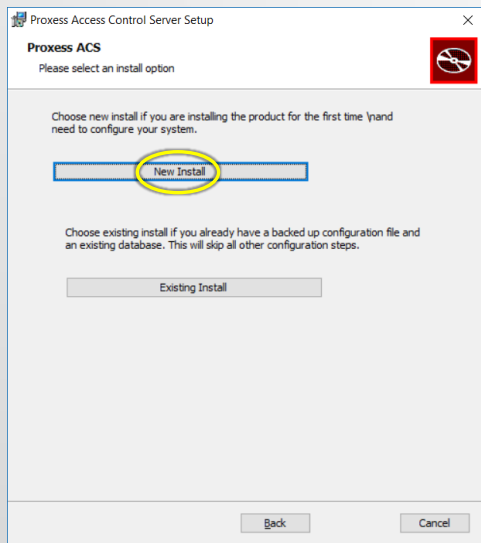 Proxess Access Control Server Setup
Proxess ACS
Please select an install option
Choose new install if you are installing the product for the first time \nand
need to configure your system.
New Install
Choose existing install if you already have a backed up configuration file and
an existing database. This will skip all other configuration steps.
Existing Install
Back
Cancel